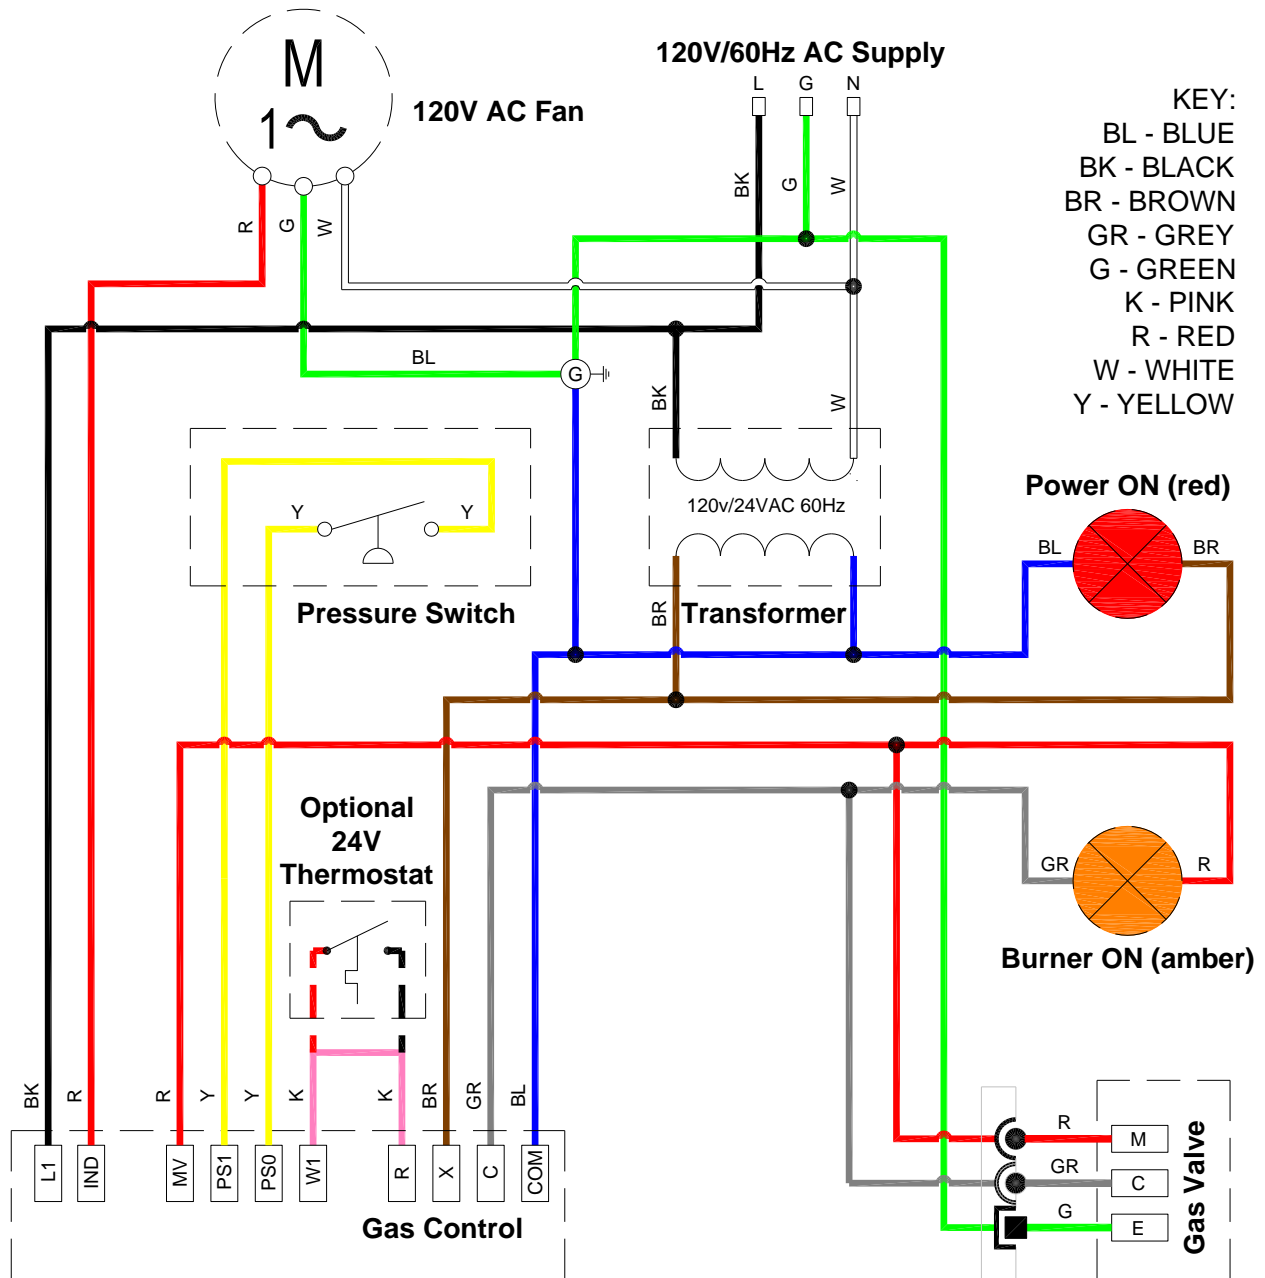 M
1
120V AC Fan
120V/60Hz AC Supply
L G N
KEY:
BL - BLUE
BK - BLACK
BR - BROWN
GR - GREY
G - GREEN
K - PINK
R - RED
W - WHITE
Y - YELLOW
BK G W
R G W
BL
G
BK W
Y Y
Pressure Switch
120v/24VAC 60Hz
BR
Transformer
Power ON (red)
BL BR
Optional
24V
Thermostat
GR R
Burner ON (amber)
BK R R Y Y K K BR GR BL
L1 IND MV PS1 PS0 W1 R X C COM
Gas Control
R M
GR C
G E
Gas Valve